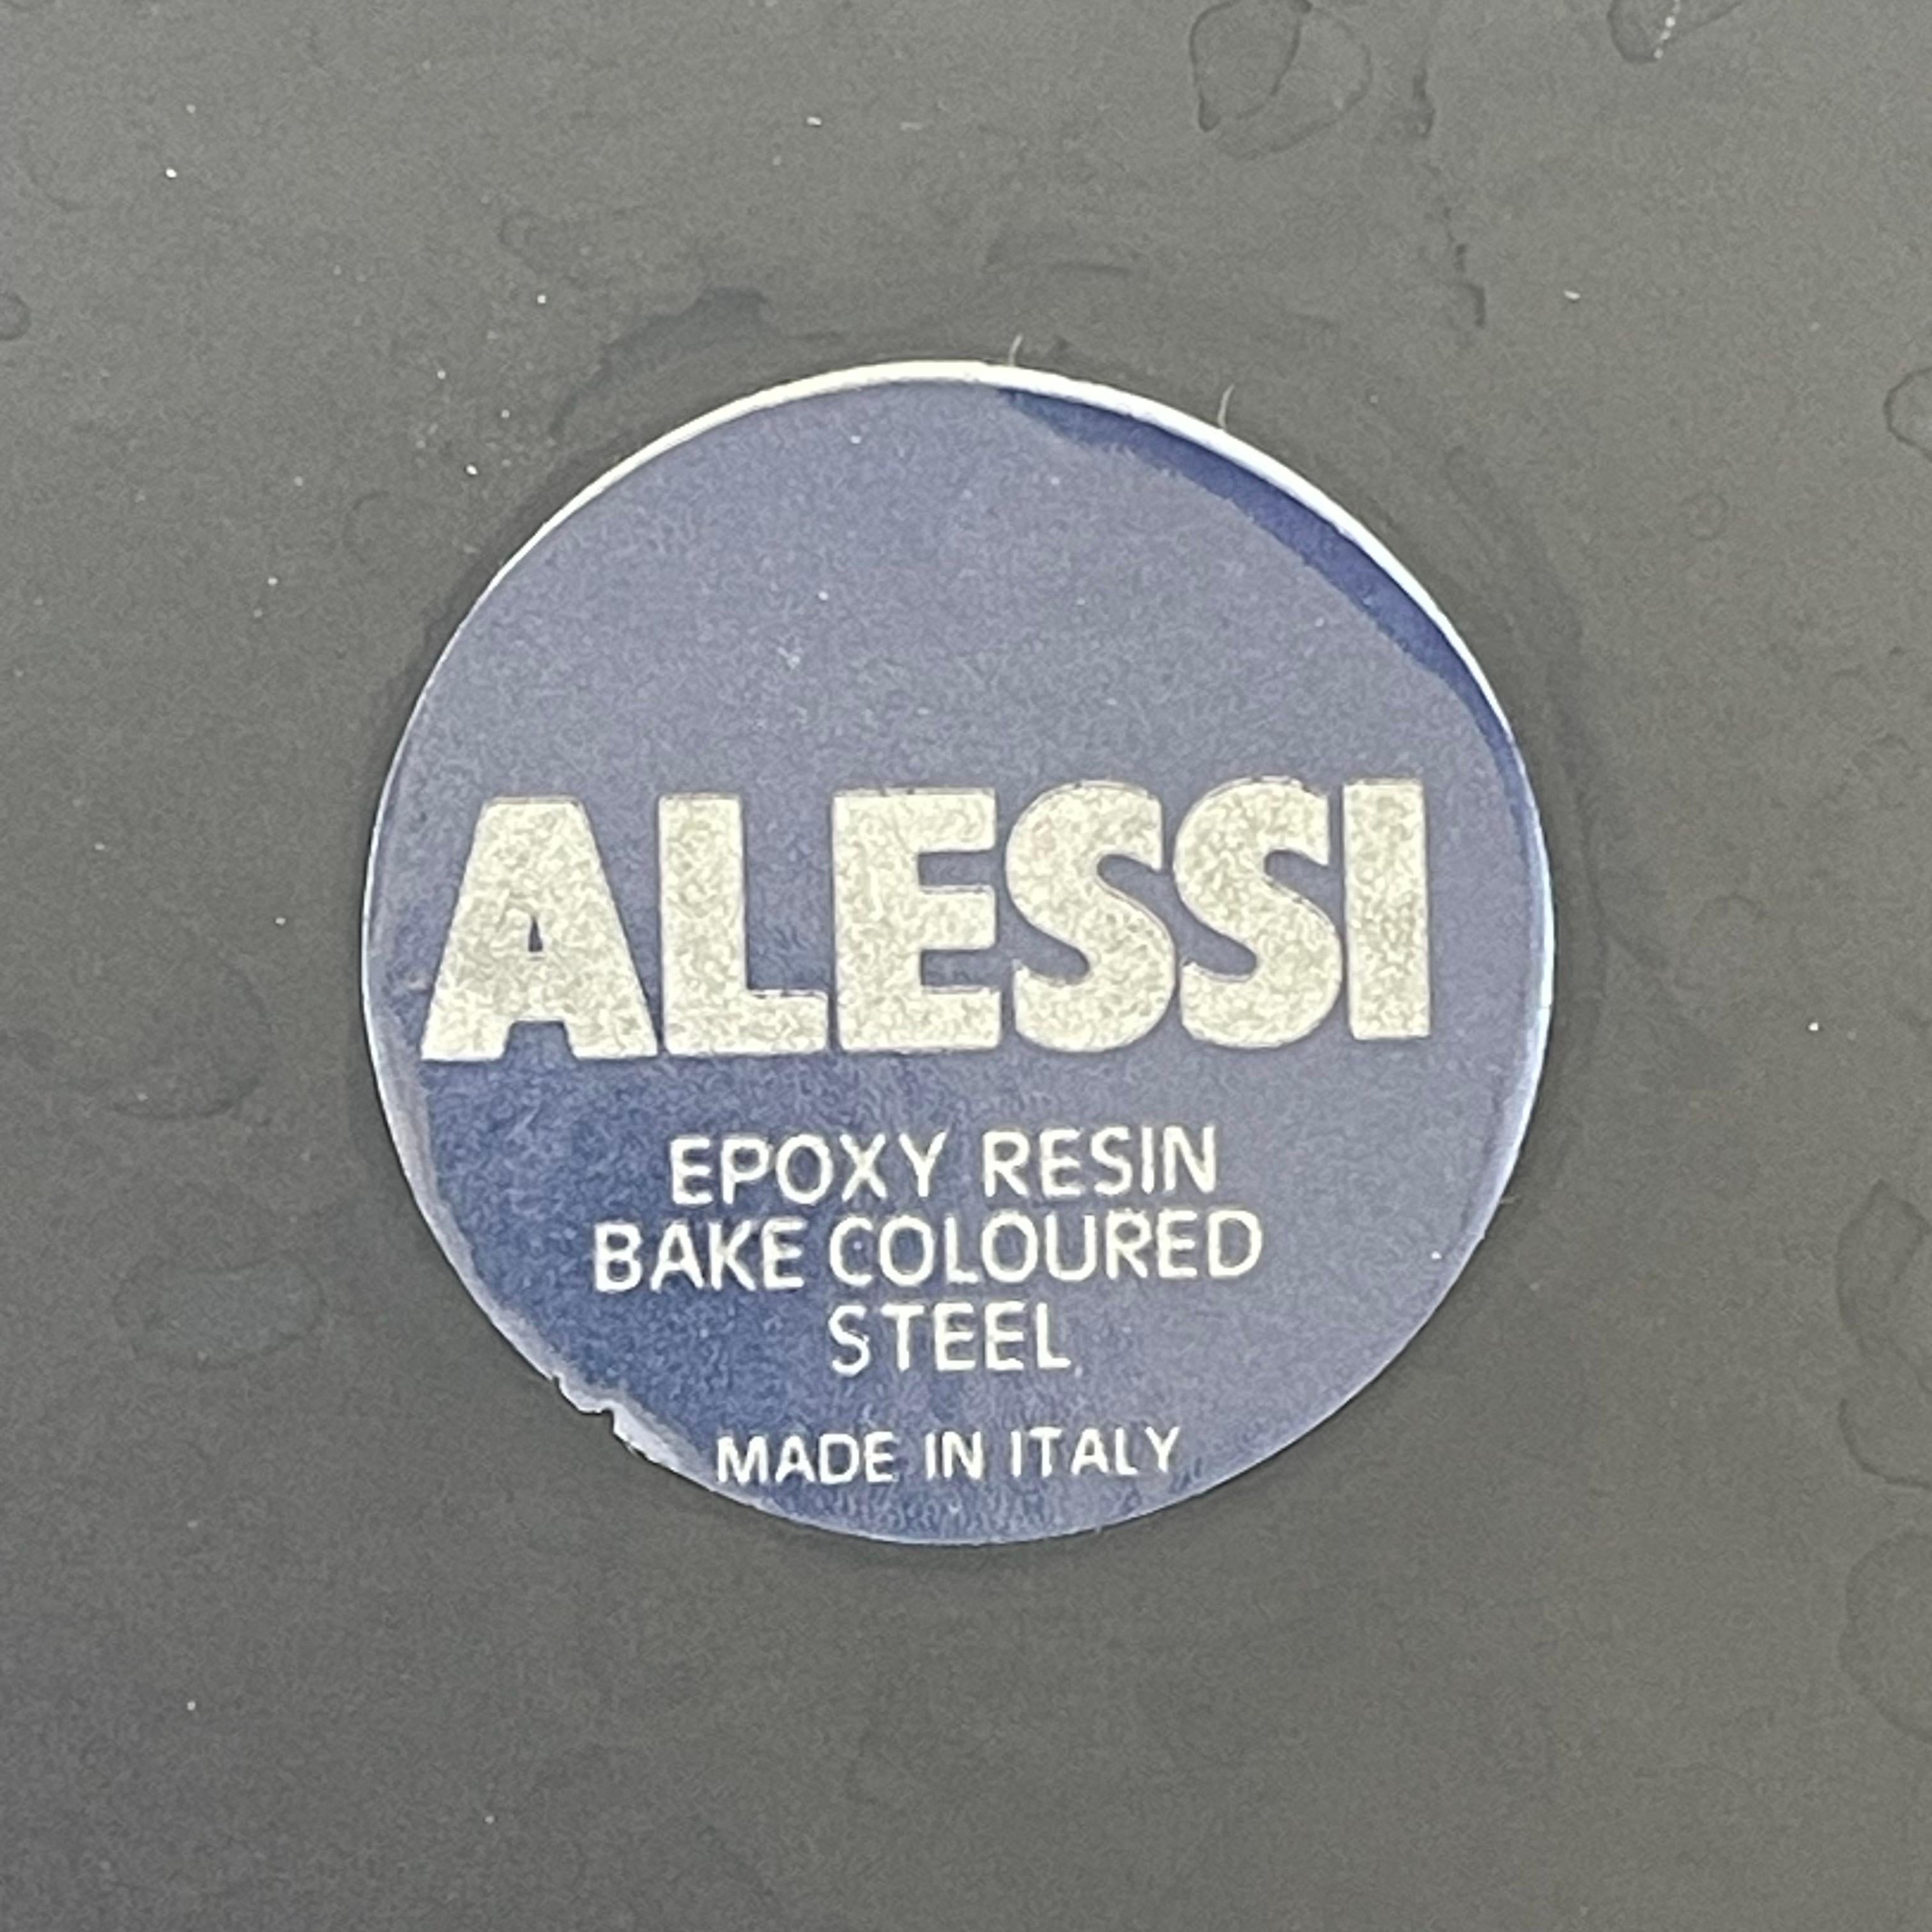 ALESSI
EPOXY RESIN
BAKE COLOURED
STEEL
MADE IN ITALY